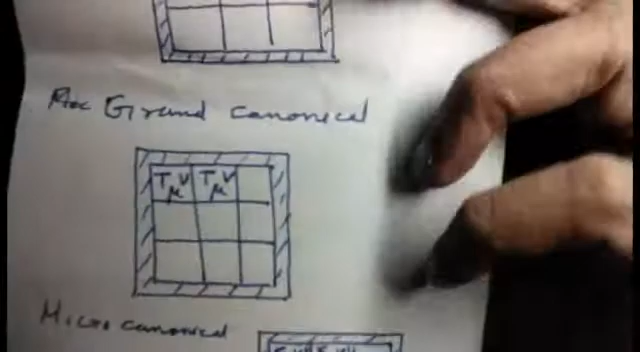 Grand canonical
T V T V
μ μ
Micro canonical